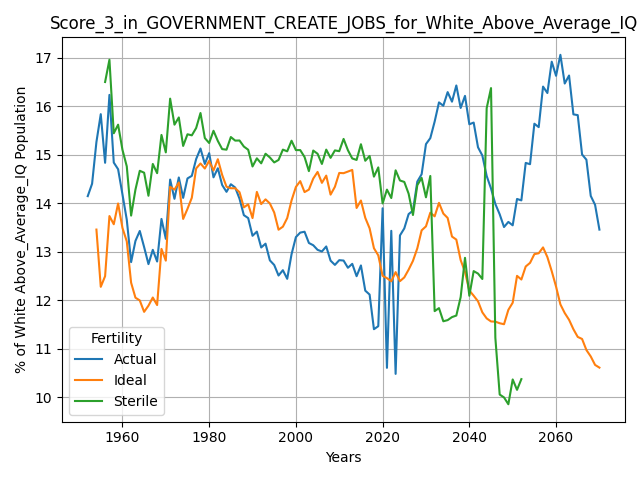 Score_3_in_GOVERNMENT_CREATE_JOBS_for_White_Above_Average_IQ
% of White Above_Average_IQ Population
17
16
15
14
13
12
11
10
Fertility
Actual
Ideal
Sterile
1960
1980
2000
2020
2040
2060
Years